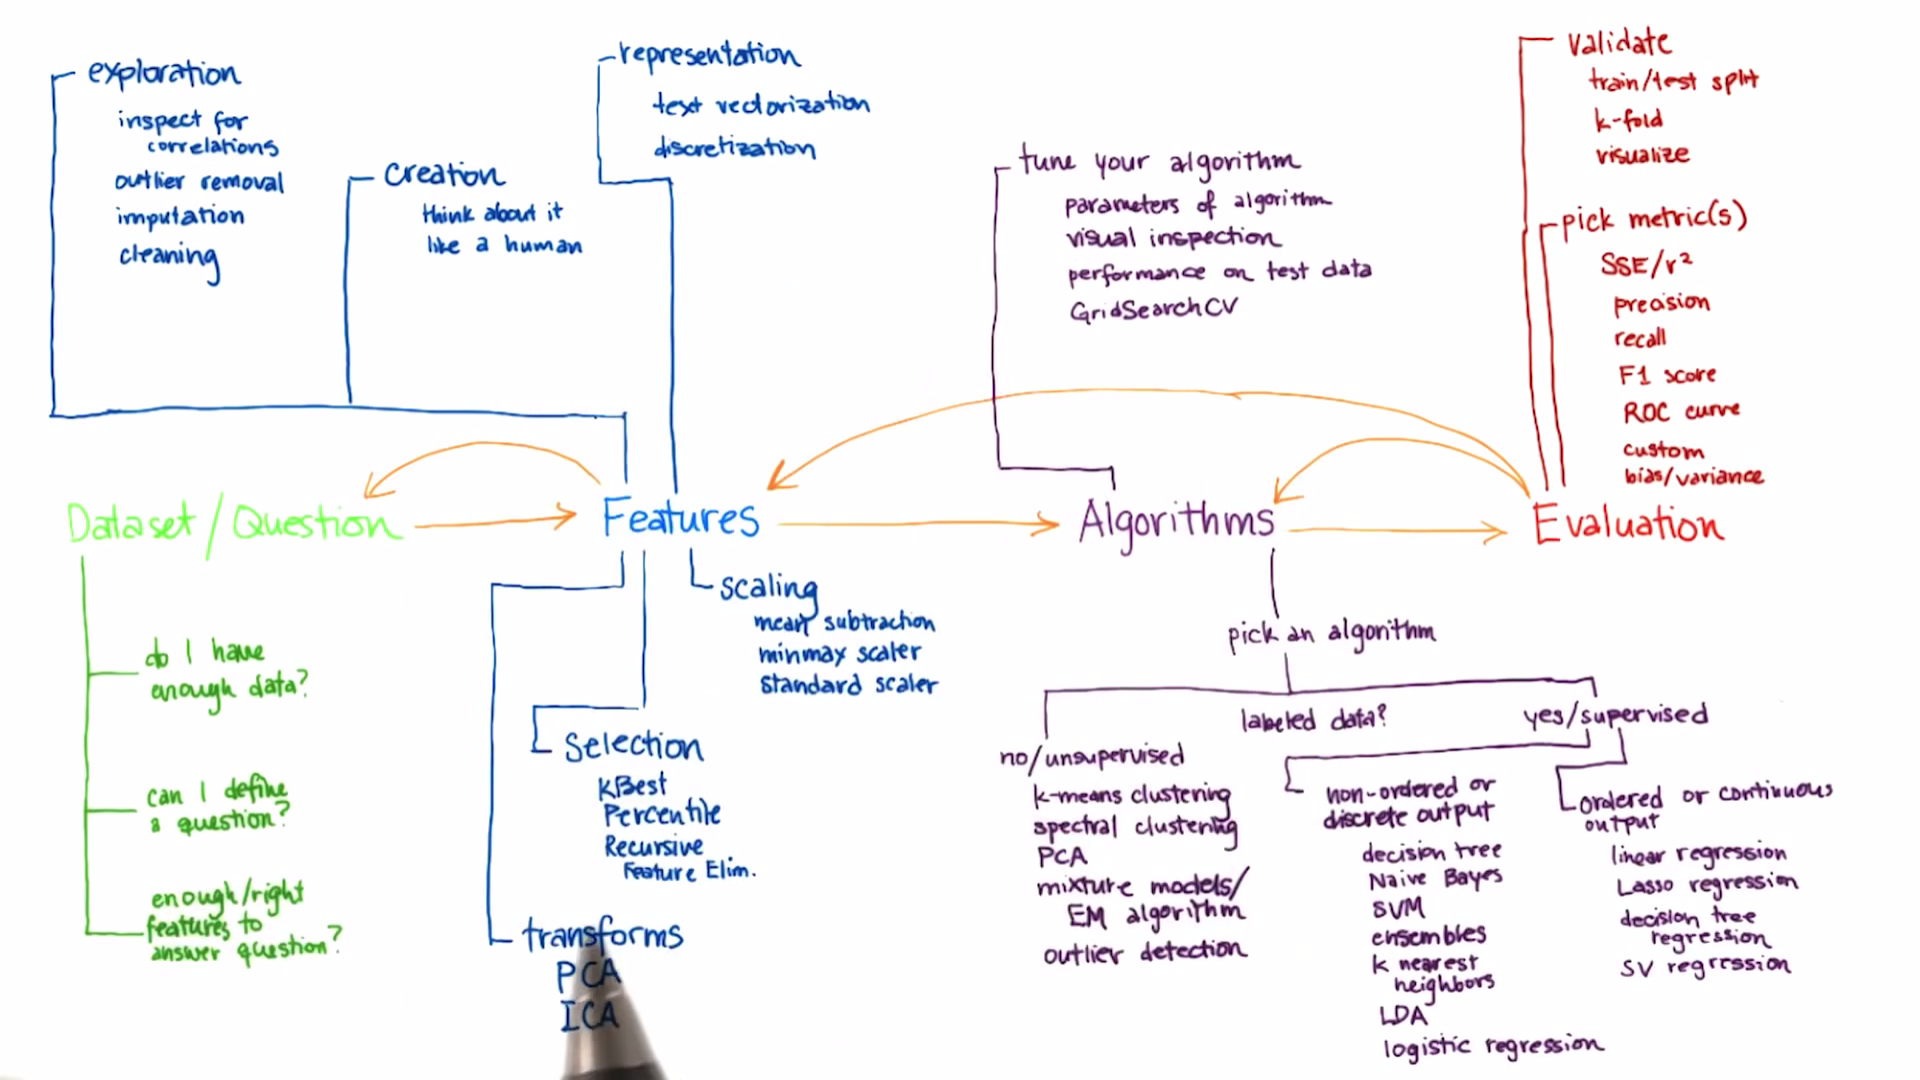 exploration
inspect for
correlations
outlier removal
imputation
cleaning
creation
think about it
like a human
representation
text vectorization
discretization
tune your algorithm
parameters of algorithm
visual inspection
performance on test data
GridSearchCV
validate
train/test split
k-fold
visualize
pick metric(s)
SSE/r²
precision
recall
F1 score
ROC curve
custom
bias/variance
Dataset/Question
Features
Algorithms
Evaluation
do I have
enough data?
can I define
a question?
enough/right
features to
answer question?
scaling
mean subtraction
minmax scaler
standard scaler
selection
KBest
Percentile
Recursive
Feature Elim.
transforms
PCA
ICA
pick an algorithm
labeled data?
no/unsupervised
k-means clustering
spectral clustering
PCA
mixture models/
EM algorithm
outlier detection
yes/supervised
non-ordered or
discrete output
decision tree
Naive Bayes
SVM
ensembles
k nearest
neighbors
LDA
logistic regression
ordered or continuous
output
linear regression
Lasso regression
decision tree
regression
SV regression